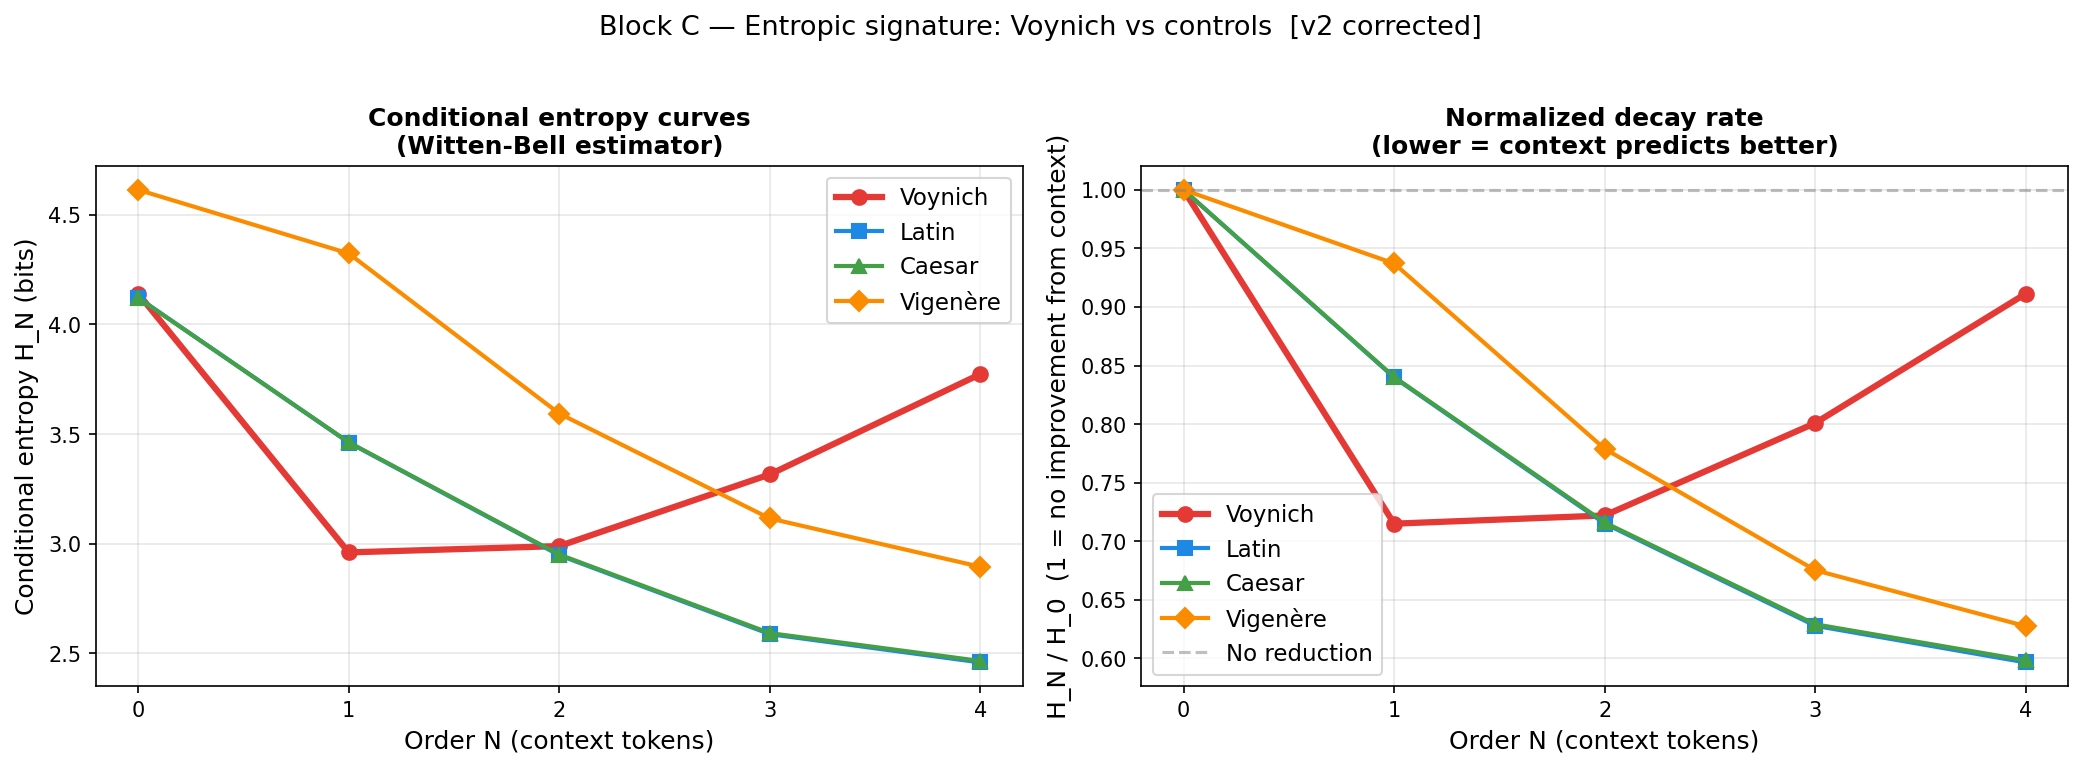 Block C — Entropic signature: Voynich vs controls  [v2 corrected]
Conditional entropy curves
(Witten-Bell estimator)
Conditional entropy H_N (bits)
4.5
4.0
3.5
3.0
2.5
Voynich
Latin
Caesar
Vigenère
0 1 2 3 4
Order N (context tokens)
Normalized decay rate
(lower = context predicts better)
H_N / H_0  (1 = no improvement from context)
1.00
0.95
0.90
0.85
0.80
0.75
0.70
0.65
0.60
Voynich
Latin
Caesar
Vigenère
No reduction
0 1 2 3 4
Order N (context tokens)